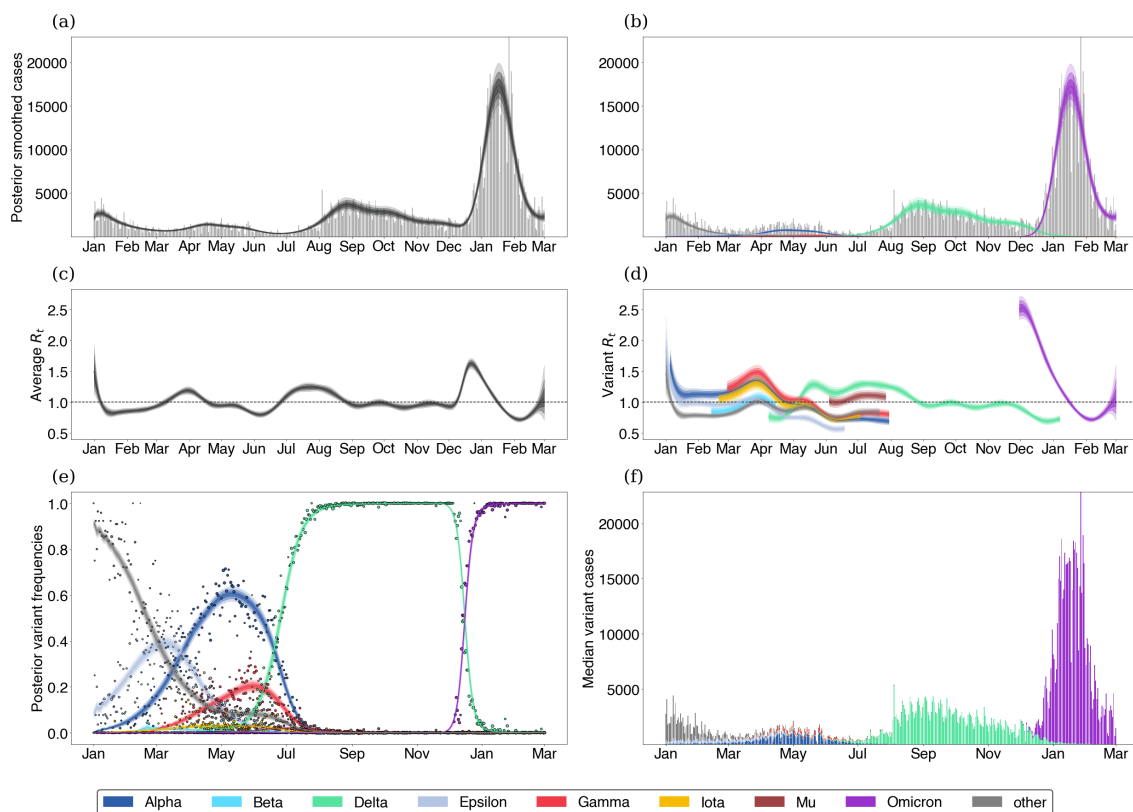 (a)
Posterior smoothed cases
20000
15000
10000
5000
Jan Feb Mar Apr May Jun Jul Aug Sep Oct Nov Dec Jan Feb Mar
(b)
20000
15000
10000
5000
Jan Feb Mar Apr May Jun Jul Aug Sep Oct Nov Dec Jan Feb Mar
(c)
Average Rt
2.5
2.0
1.5
1.0
0.5
Jan Feb Mar Apr May Jun Jul Aug Sep Oct Nov Dec Jan Feb Mar
(d)
Variant Rt
2.5
2.0
1.5
1.0
0.5
Jan Feb Mar Apr May Jun Jul Aug Sep Oct Nov Dec Jan Feb Mar
(e)
Posterior variant frequencies
1.0
0.8
0.6
0.4
0.2
0.0
Jan Mar May Jul Sep Nov Jan Mar
(f)
Median variant cases
20000
15000
10000
5000
Jan Mar May Jul Sep Nov Jan Mar
Alpha Beta Delta Epsilon Gamma Iota Mu Omicron other